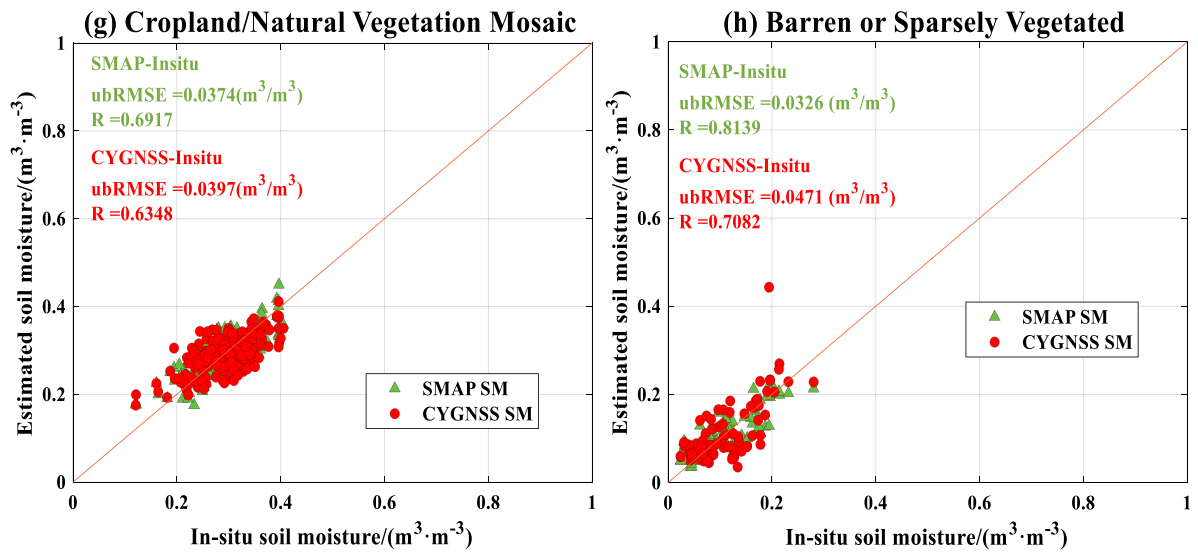 (g) Cropland/Natural Vegetation Mosaic
SMAP-Insitu
ubRMSE =0.0374(m³/m³)
R =0.6917
CYGNSS-Insitu
ubRMSE =0.0397(m³/m³)
R =0.6348
SMAP SM
CYGNSS SM
1
0.8
0.6
0.4
0.2
0
0
0.2
0.4
0.6
0.8
1
Estimated soil moisture/(m³·m⁻³)
In-situ soil moisture/(m³·m⁻³)
(h) Barren or Sparsely Vegetated
SMAP-Insitu
ubRMSE =0.0326 (m³/m³)
R =0.8139
CYGNSS-Insitu
ubRMSE =0.0471 (m³/m³)
R =0.7082
SMAP SM
CYGNSS SM
1
0.8
0.6
0.4
0.2
0
0
0.2
0.4
0.6
0.8
1
Estimated soil moisture/(m³·m⁻³)
In-situ soil moisture/(m³·m⁻³)